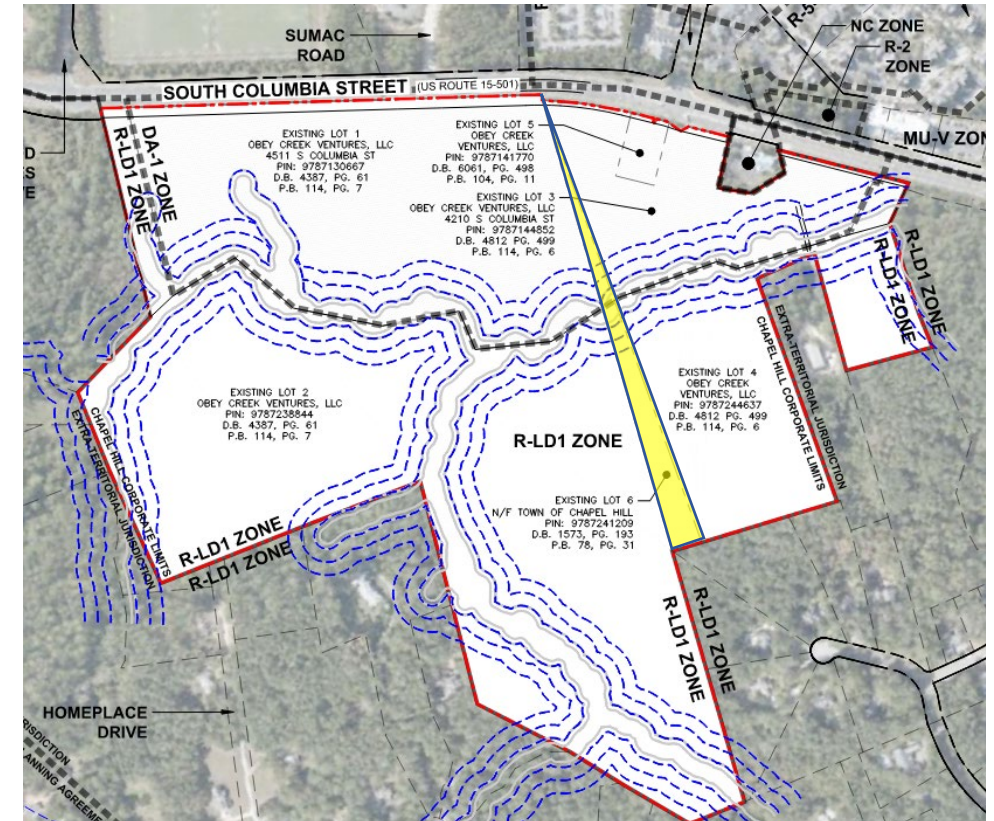 SUMAC
ROAD
NC ZONE
R-2
ZONE
SOUTH COLUMBIA STREET (US ROUTE 15-501)
MU-V ZON
DA-1 ZONE
R-LD1 ZONE
EXISTING LOT 1
OBEY CREEK VENTURES, LLC
4511 S COLUMBIA ST
PIN: 9787130667
D.B. 4387, PG. 61
P.B. 114, PG. 7
EXISTING LOT 5
OBEY CREEK
VENTURES, LLC
PIN: 9787141770
D.B. 6061, PG. 498
P.B. 104, PG. 11
EXISTING LOT 3
OBEY CREEK VENTURES, LLC
4210 S COLUMBIA ST
PIN: 9787144852
D.B. 4812 PG. 499
P.B. 114, PG. 6
R-LD1 ZONE
R-LD1 ZONE
EXISTING LOT 2
OBEY CREEK VENTURES, LLC
PIN: 9787238844
D.B. 4387, PG. 61
P.B. 114, PG. 7
EXISTING LOT 4
OBEY CREEK
VENTURES, LLC
PIN: 9787244637
D.B. 4812 PG. 499
P.B. 114, PG. 6
EXTRA-TERRITORIAL JURISDICTION
CHAPEL HILL CORPORATE LIMITS
R-LD1 ZONE
CHAPEL HILL CORPORATE LIMITS
EXTRA-TERRITORIAL JURISDICTION
EXISTING LOT 6
N/F TOWN OF CHAPEL HILL
PIN: 9787241209
D.B. 1573, PG. 193
P.B. 78, PG. 31
R-LD1 ZONE
R-LD1 ZONE
R-LD1 ZONE
R-LD1 ZONE
HOMEPLACE
DRIVE